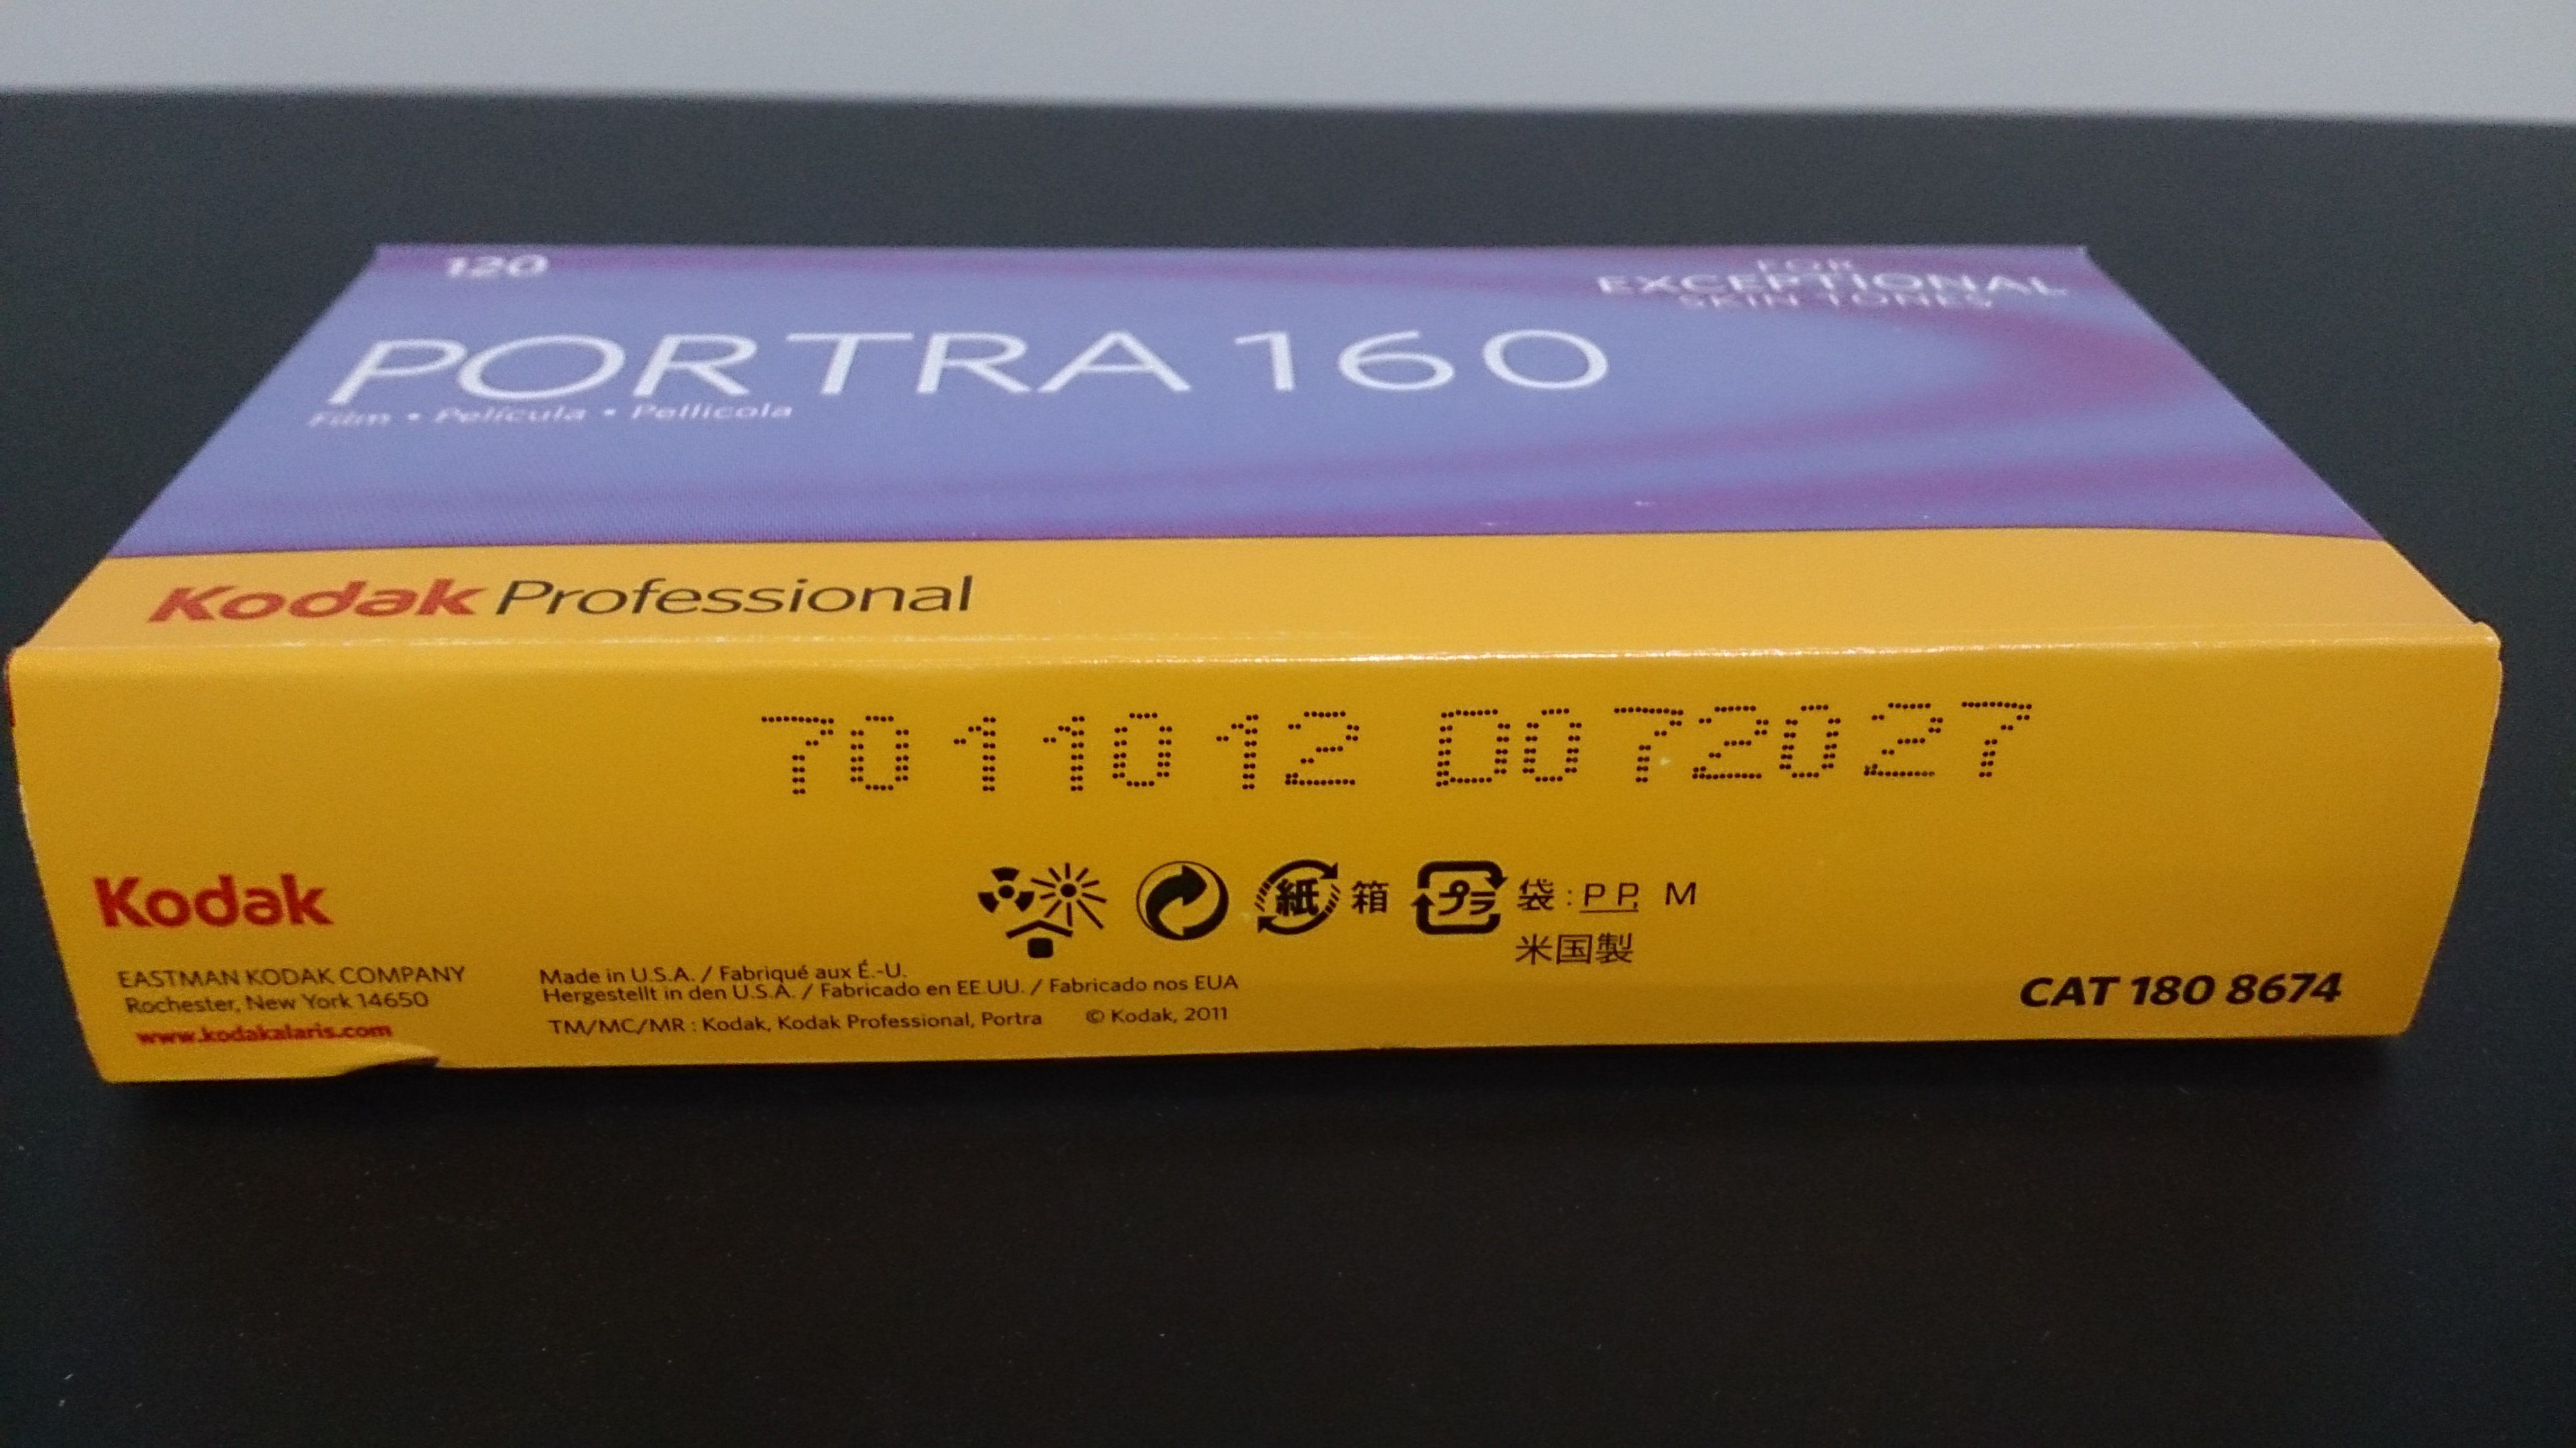 120
FOR
EXCEPTIONAL
SKIN TONES
PORTRA 160
Film • Película • Pellicola
Kodak Professional
7011012 D072027
Kodak
紙 箱 プラ 袋 : PP, M
米国製
EASTMAN KODAK COMPANY
Rochester, New York 14650
www.kodakalaris.com
Made in U.S.A. / Fabriqué aux É.-U.
Hergestellt in den U.S.A. / Fabricado en EE.UU. / Fabricado nos EUA
TM/MC/MR : Kodak, Kodak Professional, Portra © Kodak, 2011
CAT 180 8674